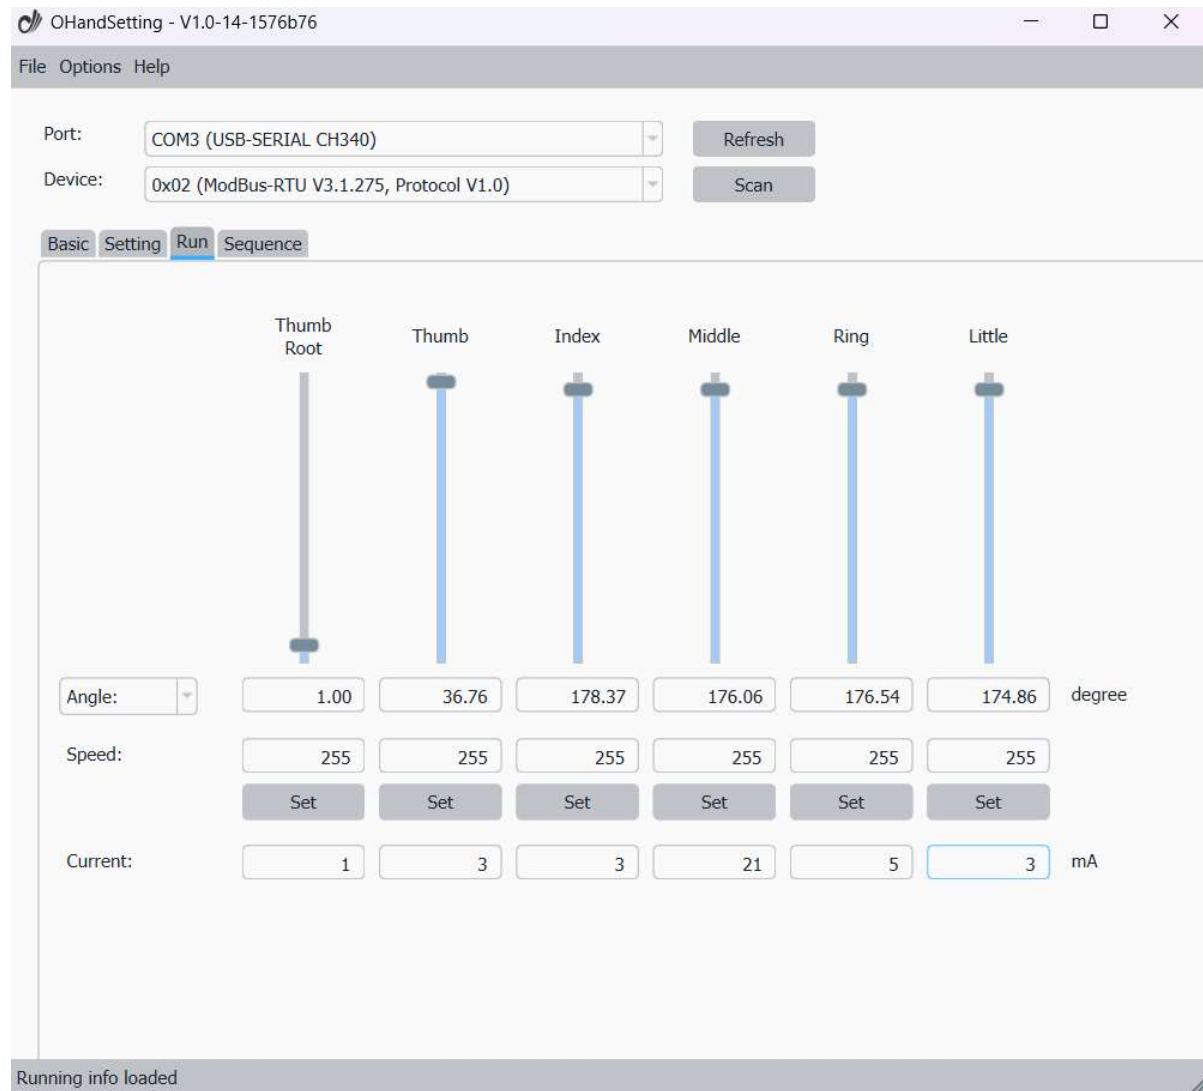 OHandSetting - V1.0-14-1576b76
File Options Help
Port: COM3 (USB-SERIAL CH340) Refresh
Device: 0x02 (ModBus-RTU V3.1.275, Protocol V1.0) Scan
Basic Setting Run Sequence
Thumb Root Thumb Index Middle Ring Little
Angle: 1.00 36.76 178.37 176.06 176.54 174.86 degree
Speed: 255 255 255 255 255 255
Set Set Set Set Set Set
Current: 1 3 3 21 5 3 mA
Running info loaded